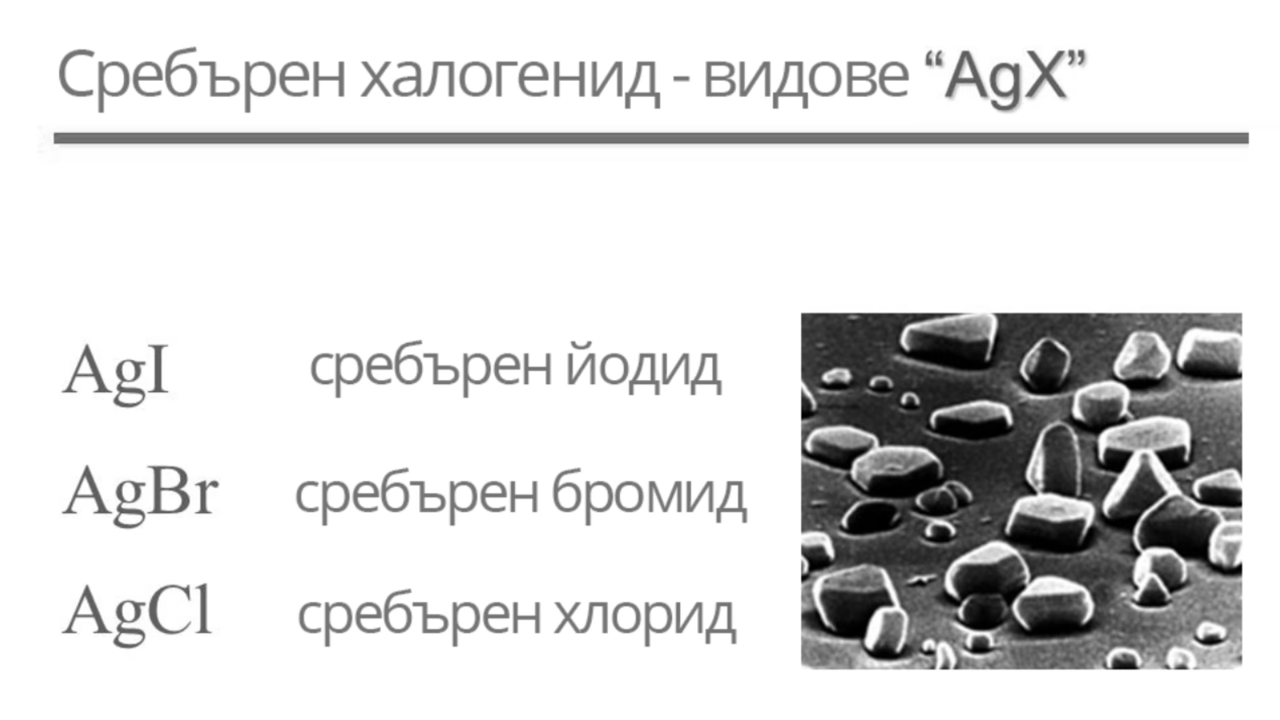 Сребърен халогенид - видове “AgX”
AgI сребърен йодид
AgBr сребърен бромид
AgCl сребърен хлорид